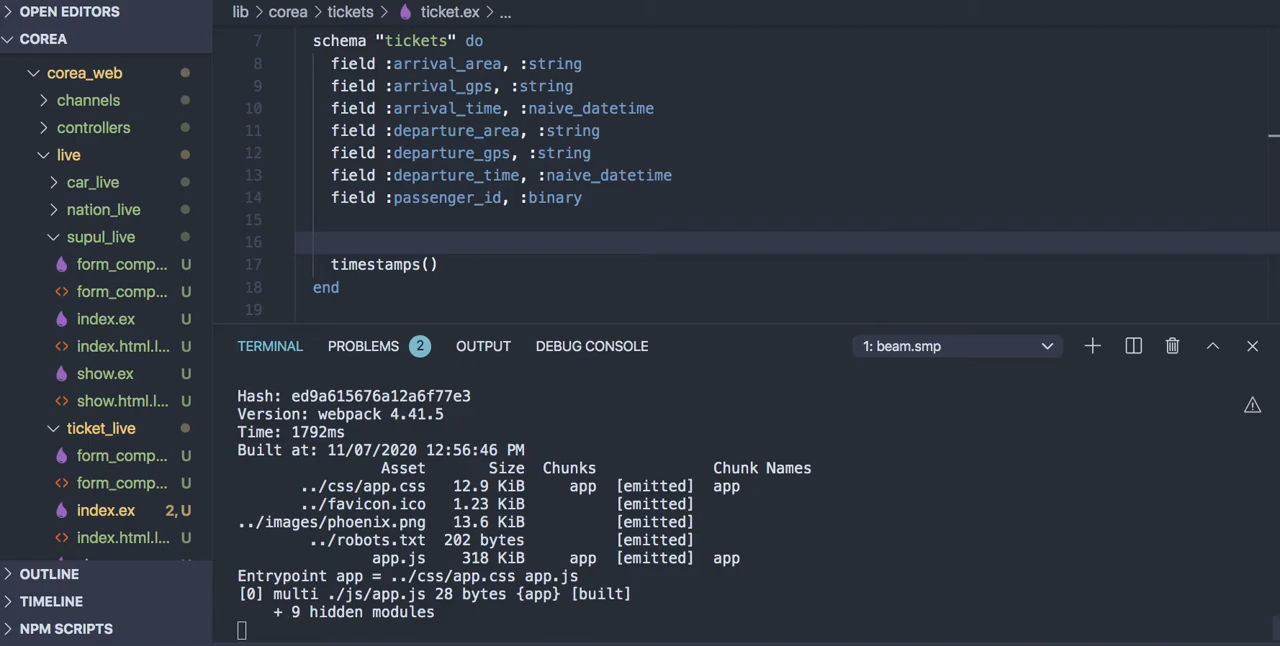 OPEN EDITORS
COREA
corea_web
channels
controllers
live
car_live
nation_live
supul_live
form_comp... U
form_comp... U
index.ex U
index.html.l... U
show.ex U
show.html.l... U
ticket_live
form_comp... U
form_comp... U
index.ex 2, U
index.html.l... U
OUTLINE
TIMELINE
NPM SCRIPTS
lib > corea > tickets > ticket.ex > ...
7 schema "tickets" do
8 field :arrival_area, :string
9 field :arrival_gps, :string
10 field :arrival_time, :naive_datetime
11 field :departure_area, :string
12 field :departure_gps, :string
13 field :departure_time, :naive_datetime
14 field :passenger_id, :binary
15
16
17 timestamps()
18 end
19
TERMINAL PROBLEMS 2 OUTPUT DEBUG CONSOLE 1: beam.smp
Hash: ed9a615676a12a6f77e3
Version: webpack 4.41.5
Time: 1792ms
Built at: 11/07/2020 12:56:46 PM
Asset Size Chunks Chunk Names
../css/app.css 12.9 KiB app [emitted] app
../favicon.ico 1.23 KiB [emitted]
../images/phoenix.png 13.6 KiB [emitted]
../robots.txt 202 bytes [emitted]
app.js 318 KiB app [emitted] app
Entrypoint app = ../css/app.css app.js
[0] multi ./js/app.js 28 bytes {app} [built]
+ 9 hidden modules